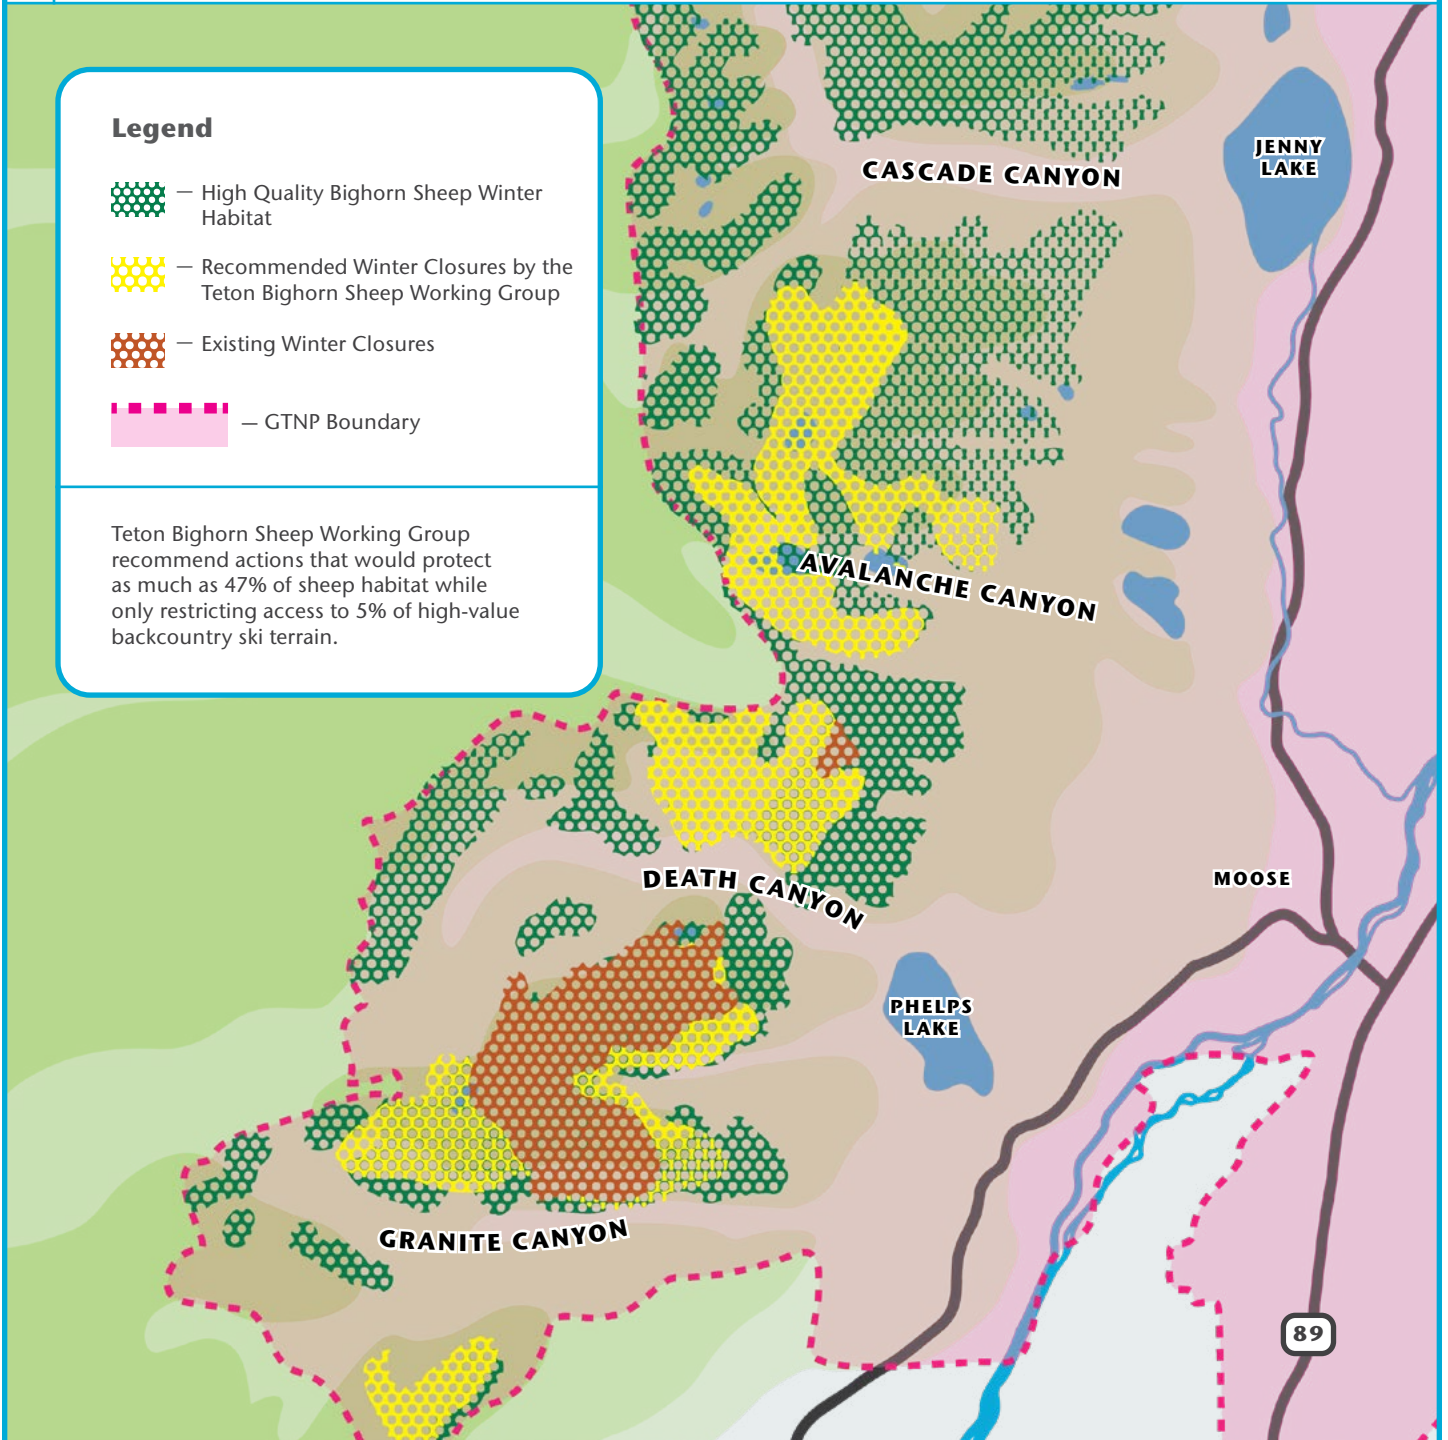 Legend
— High Quality Bighorn Sheep Winter
Habitat
— Recommended Winter Closures by the
Teton Bighorn Sheep Working Group
— Existing Winter Closures
— GTNP Boundary
Teton Bighorn Sheep Working Group
recommend actions that would protect
as much as 47% of sheep habitat while
only restricting access to 5% of high-value
backcountry ski terrain.
JENNY
LAKE
CASCADE CANYON
AVALANCHE CANYON
DEATH CANYON
MOOSE
PHELPS
LAKE
GRANITE CANYON
89